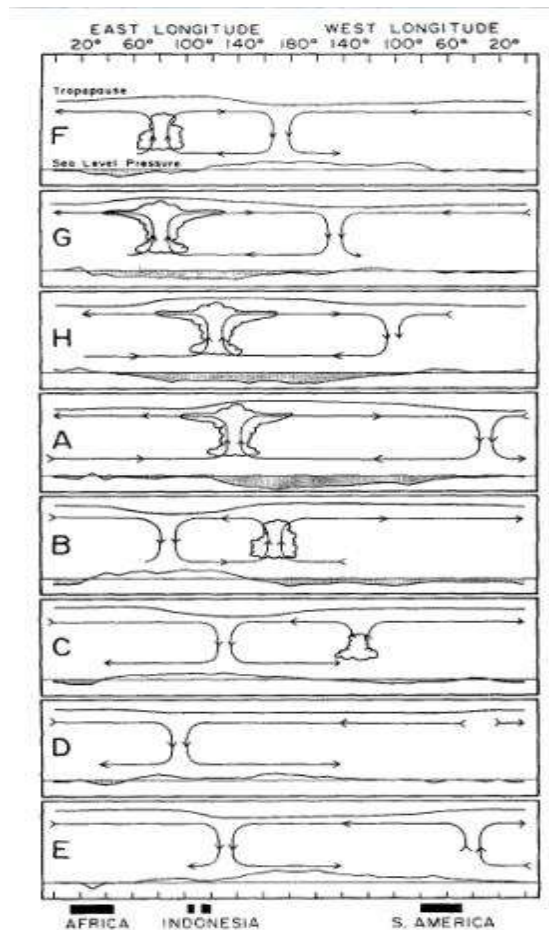 EAST LONGITUDE WEST LONGITUDE
20° 60° 100° 140° 180° 140° 100° 60° 20°
Tropopause
F
Sea Level Pressure
G
H
A
B
C
D
E
AFRICA INDONESIA S. AMERICA